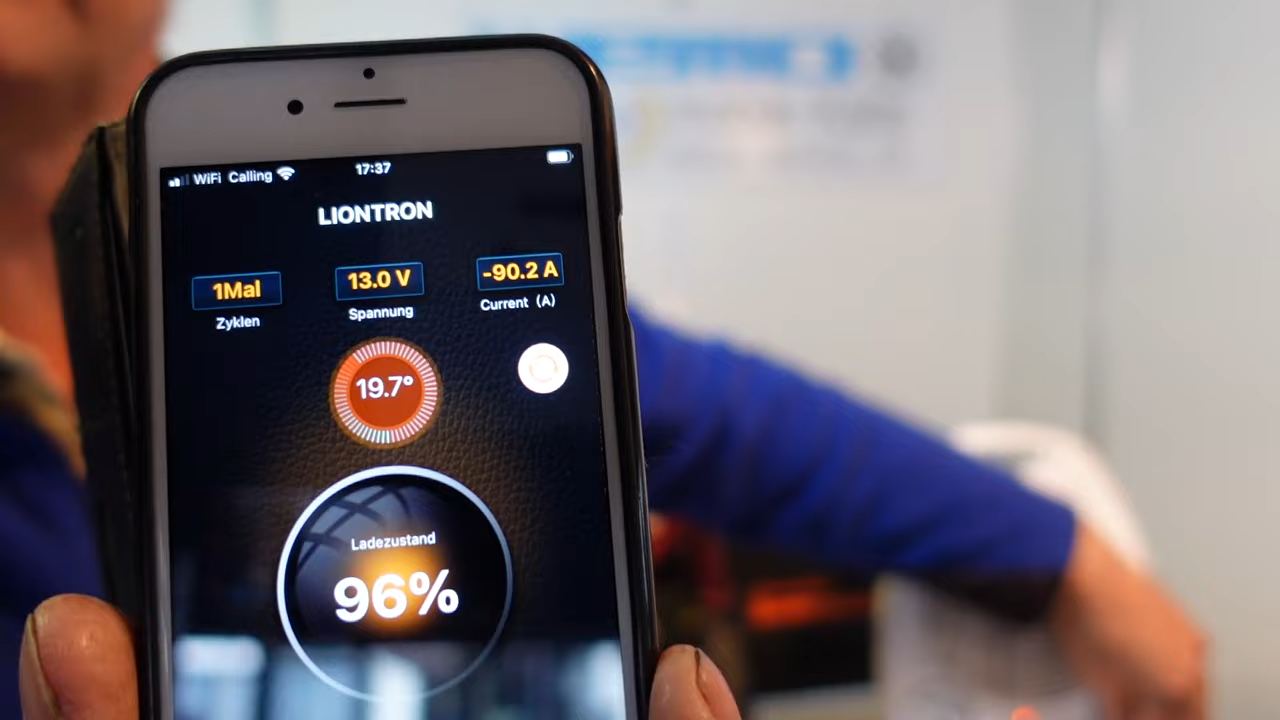 WiFi Calling 17:37
LIONTRON
1Mal 13.0 V -90.2 A
Zyklen Spannung Current (A)
19.7°
Ladezustand
96%